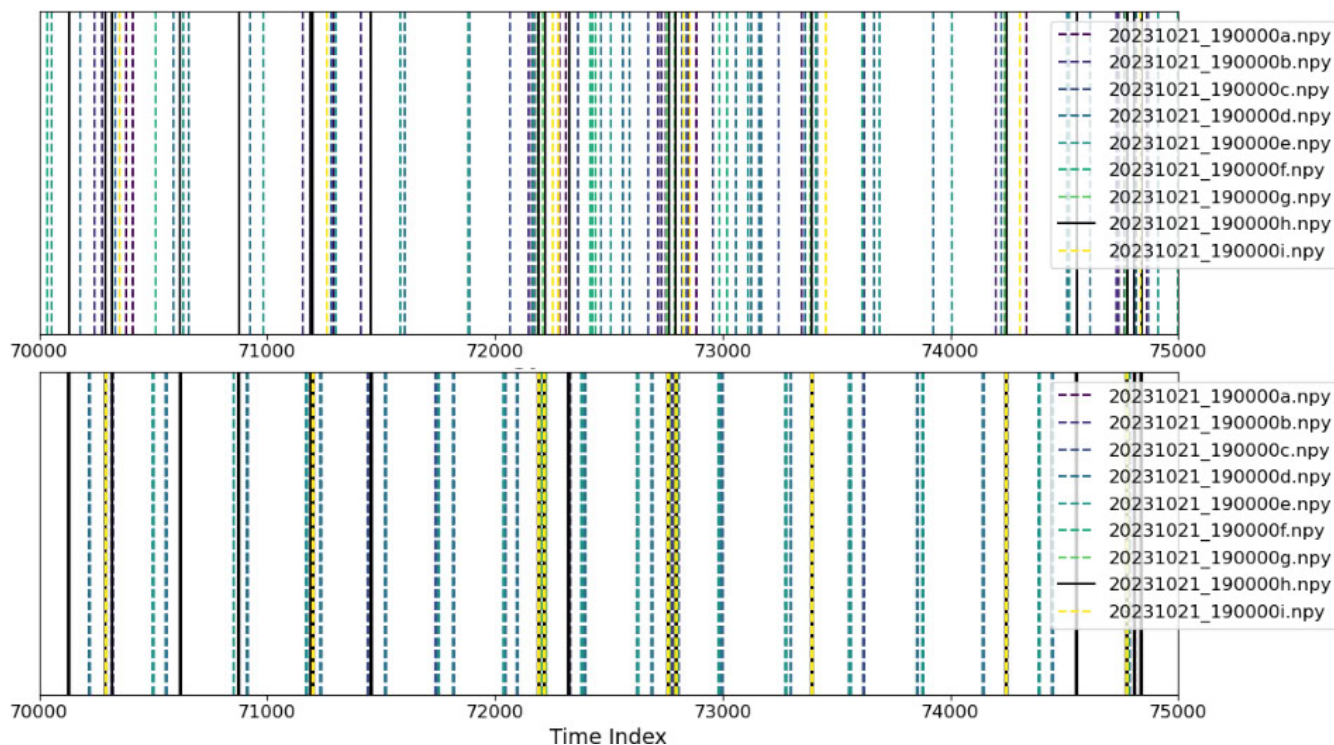 20231021_190000a.npy
20231021_190000b.npy
20231021_190000c.npy
20231021_190000d.npy
20231021_190000e.npy
20231021_190000f.npy
20231021_190000g.npy
20231021_190000h.npy
20231021_190000i.npy
70000 71000 72000 73000 74000 75000
20231021_190000a.npy
20231021_190000b.npy
20231021_190000c.npy
20231021_190000d.npy
20231021_190000e.npy
20231021_190000f.npy
20231021_190000g.npy
20231021_190000h.npy
20231021_190000i.npy
70000 71000 72000 73000 74000 75000
Time Index